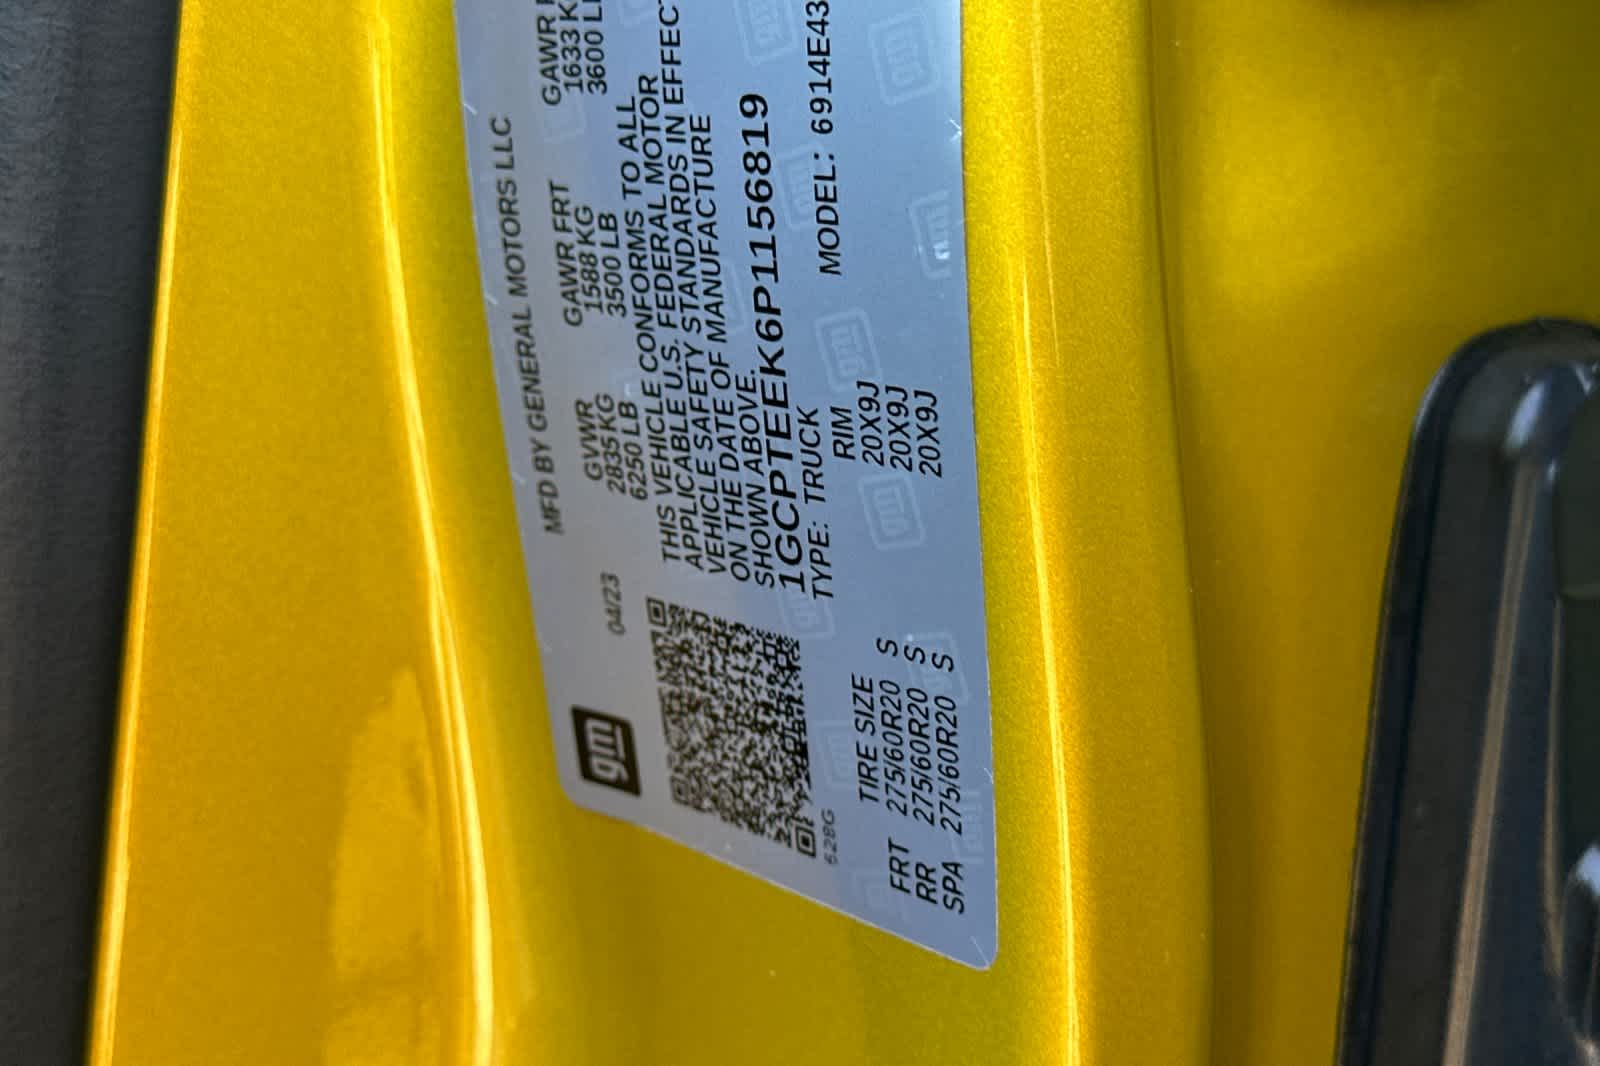 gm
MFD BY GENERAL MOTORS LLC
04/23
GVWR GAWR FRT GAWR
2835 KG 1588 KG 1633
6250 LB 3500 LB 3600
THIS VEHICLE CONFORMS TO ALL
APPLICABLE U.S. FEDERAL MOTOR
VEHICLE SAFETY STANDARDS IN EFFECT
ON THE DATE OF MANUFACTURE
SHOWN ABOVE.
1GCPTEEK6P1156819
TYPE: TRUCK MODEL: 6914E43
628G
TIRE SIZE RIM
FRT 275/60R20 S 20X9J
RR 275/60R20 S 20X9J
SPA 275/60R20 S 20X9J